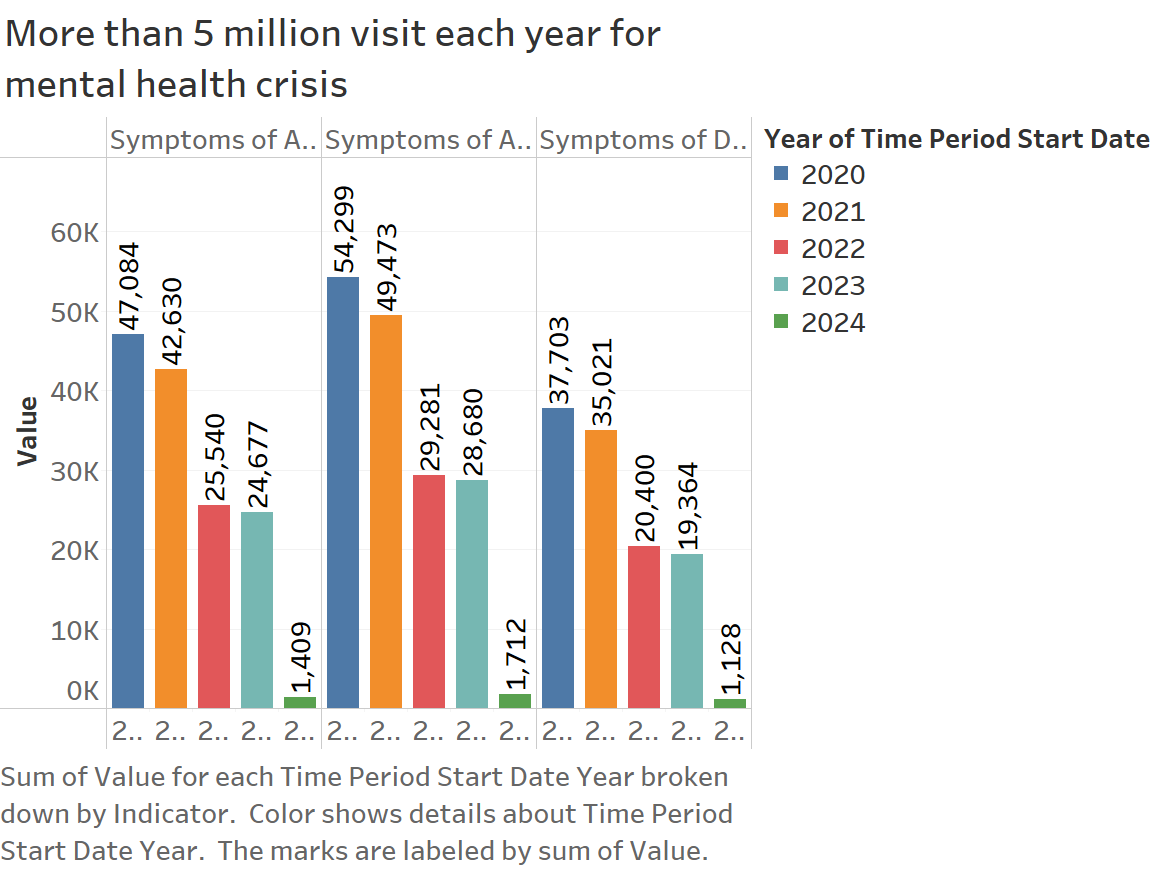 More than 5 million visit each year for
mental health crisis
Symptoms of A.. Symptoms of A.. Symptoms of D..
Year of Time Period Start Date
2020
2021
2022
2023
2024
Value
60K
50K
40K
30K
20K
10K
0K
47,084
42,630
25,540
24,677
1,409
54,299
49,473
29,281
28,680
1,712
37,703
35,021
20,400
19,364
1,128
2.. 2.. 2.. 2.. 2.. 2.. 2.. 2.. 2.. 2.. 2.. 2.. 2.. 2.. 2..
Sum of Value for each Time Period Start Date Year broken
down by Indicator.  Color shows details about Time Period
Start Date Year.  The marks are labeled by sum of Value.